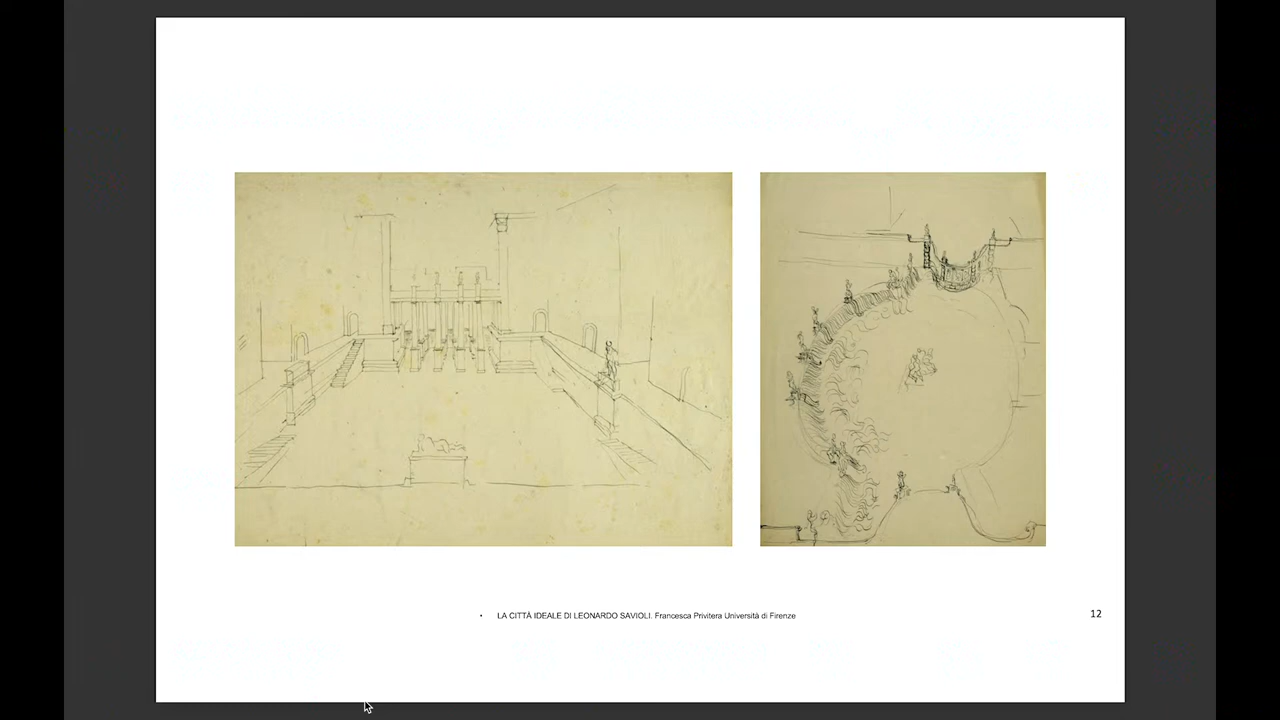 • LA CITTÀ IDEALE DI LEONARDO SAVIOLI. Francesca Privitera Università di Firenze
12